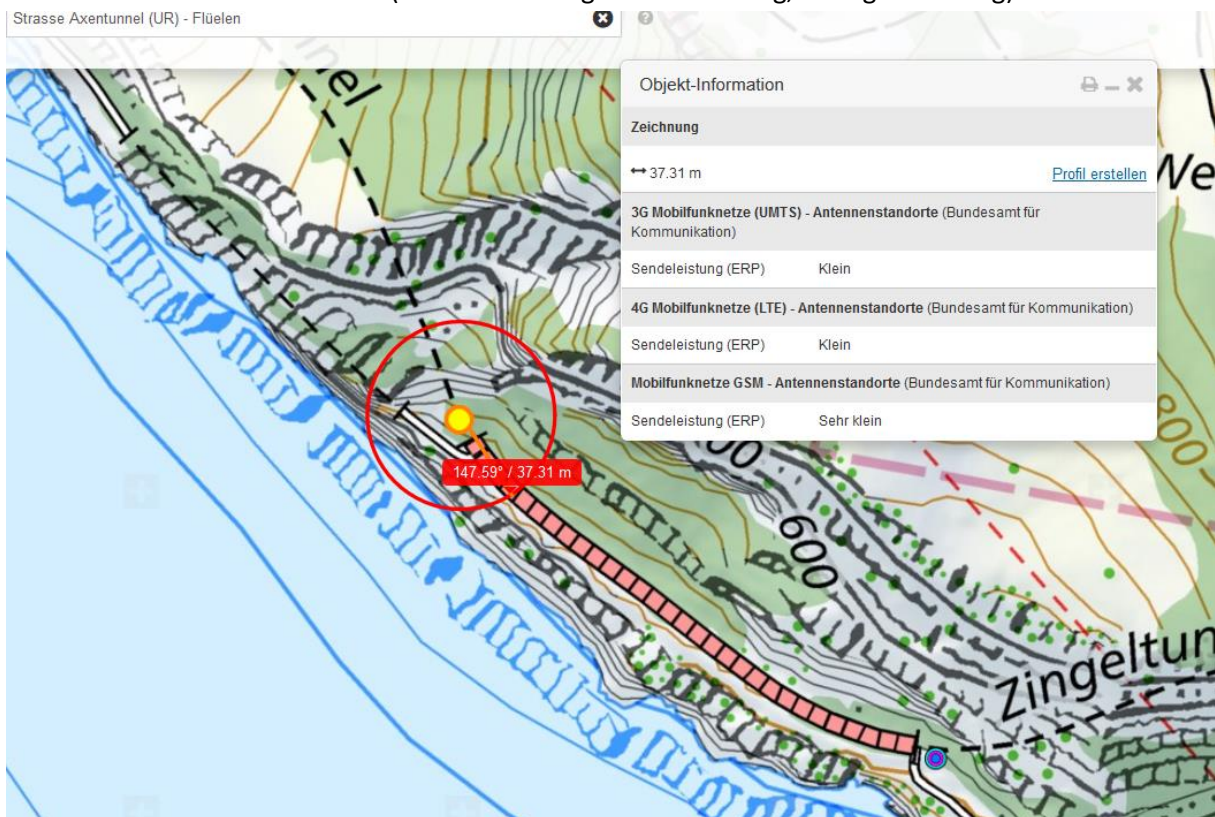 Strasse Axentunnel (UR) - Flüelen
Objekt-Information
Zeichnung
37.31 m
Profil erstellen
3G Mobilfunknetze (UMTS) - Antennenstandorte (Bundesamt für
Kommunikation)
Sendeleistung (ERP) Klein
4G Mobilfunknetze (LTE) - Antennenstandorte (Bundesamt für Kommunikation)
Sendeleistung (ERP) Klein
Mobilfunknetze GSM - Antennenstandorte (Bundesamt für Kommunikation)
Sendeleistung (ERP) Sehr klein
nel
We
800
00
147.59° / 37.31 m
600
Zingeltun